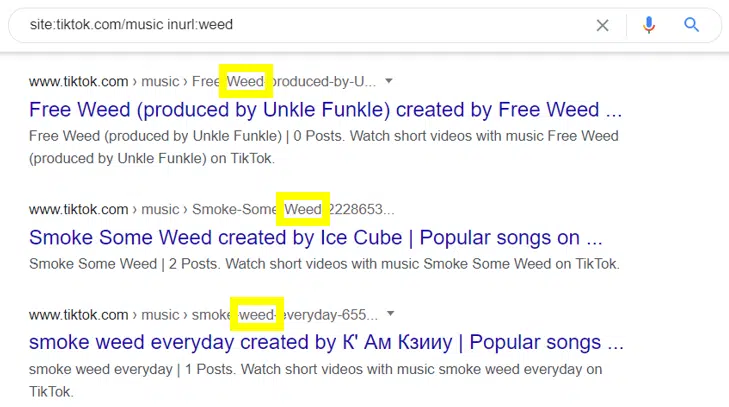 site:tiktok.com/music inurl:weed
www.tiktok.com › music › Free-Weed-produced-by-U...
Free Weed (produced by Unkle Funkle) created by Free Weed ...
Free Weed (produced by Unkle Funkle) | 0 Posts. Watch short videos with music Free Weed
(produced by Unkle Funkle) on TikTok.
www.tiktok.com › music › Smoke-Some-Weed-2228653...
Smoke Some Weed created by Ice Cube | Popular songs on ...
Smoke Some Weed | 2 Posts. Watch short videos with music Smoke Some Weed on TikTok.
www.tiktok.com › music › smoke-weed-everyday-655...
smoke weed everyday created by К' Ам Кзииу | Popular songs ...
smoke weed everyday | 1 Posts. Watch short videos with music smoke weed everyday on
TikTok.